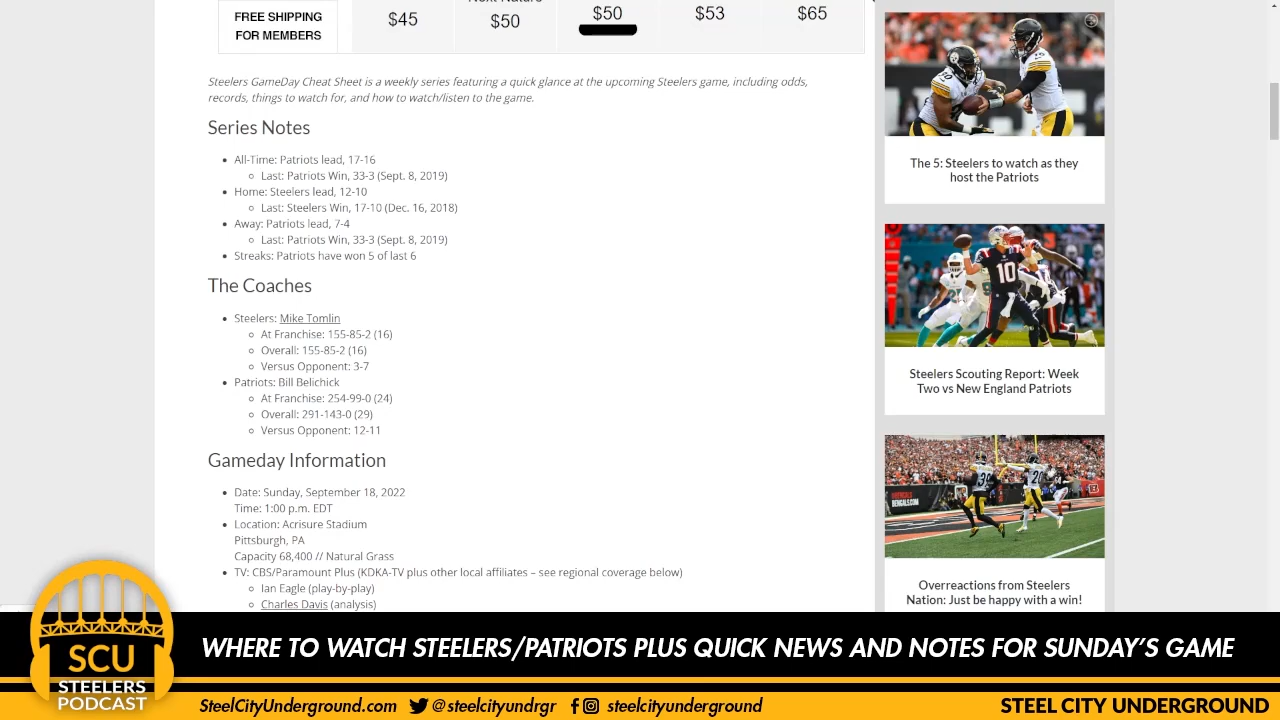 FREE SHIPPING
FOR MEMBERS
$45
Next Nature
$50
$50
$53
$65
Steelers GameDay Cheat Sheet is a weekly series featuring a quick glance at the upcoming Steelers game, including odds,
records, things to watch for, and how to watch/listen to the game.
Series Notes
All-Time: Patriots lead, 17-16
Last: Patriots Win, 33-3 (Sept. 8, 2019)
Home: Steelers lead, 12-10
Last: Steelers Win, 17-10 (Dec. 16, 2018)
Away: Patriots lead, 7-4
Last: Patriots Win, 33-3 (Sept. 8, 2019)
Streaks: Patriots have won 5 of last 6
The Coaches
Steelers: Mike Tomlin
At Franchise: 155-85-2 (16)
Overall: 155-85-2 (16)
Versus Opponent: 3-7
Patriots: Bill Belichick
At Franchise: 254-99-0 (24)
Overall: 291-143-0 (29)
Versus Opponent: 12-11
Gameday Information
Date: Sunday, September 18, 2022
Time: 1:00 p.m. EDT
Location: Acrisure Stadium
Pittsburgh, PA
Capacity 68,400 // Natural Grass
TV: CBS/Paramount Plus (KDKA-TV plus other local affiliates – see regional coverage below)
Ian Eagle (play-by-play)
Charles Davis (analysis)
The 5: Steelers to watch as they
host the Patriots
10
Steelers Scouting Report: Week
Two vs New England Patriots
39
20
BENGALS.COM
Overreactions from Steelers
Nation: Just be happy with a win!
SCU
STEELERS
PODCAST
WHERE TO WATCH STEELERS/PATRIOTS PLUS QUICK NEWS AND NOTES FOR SUNDAY'S GAME
SteelCityUnderground.com
@steelcityundrgr
steelcityunderground
STEEL CITY UNDERGROUND